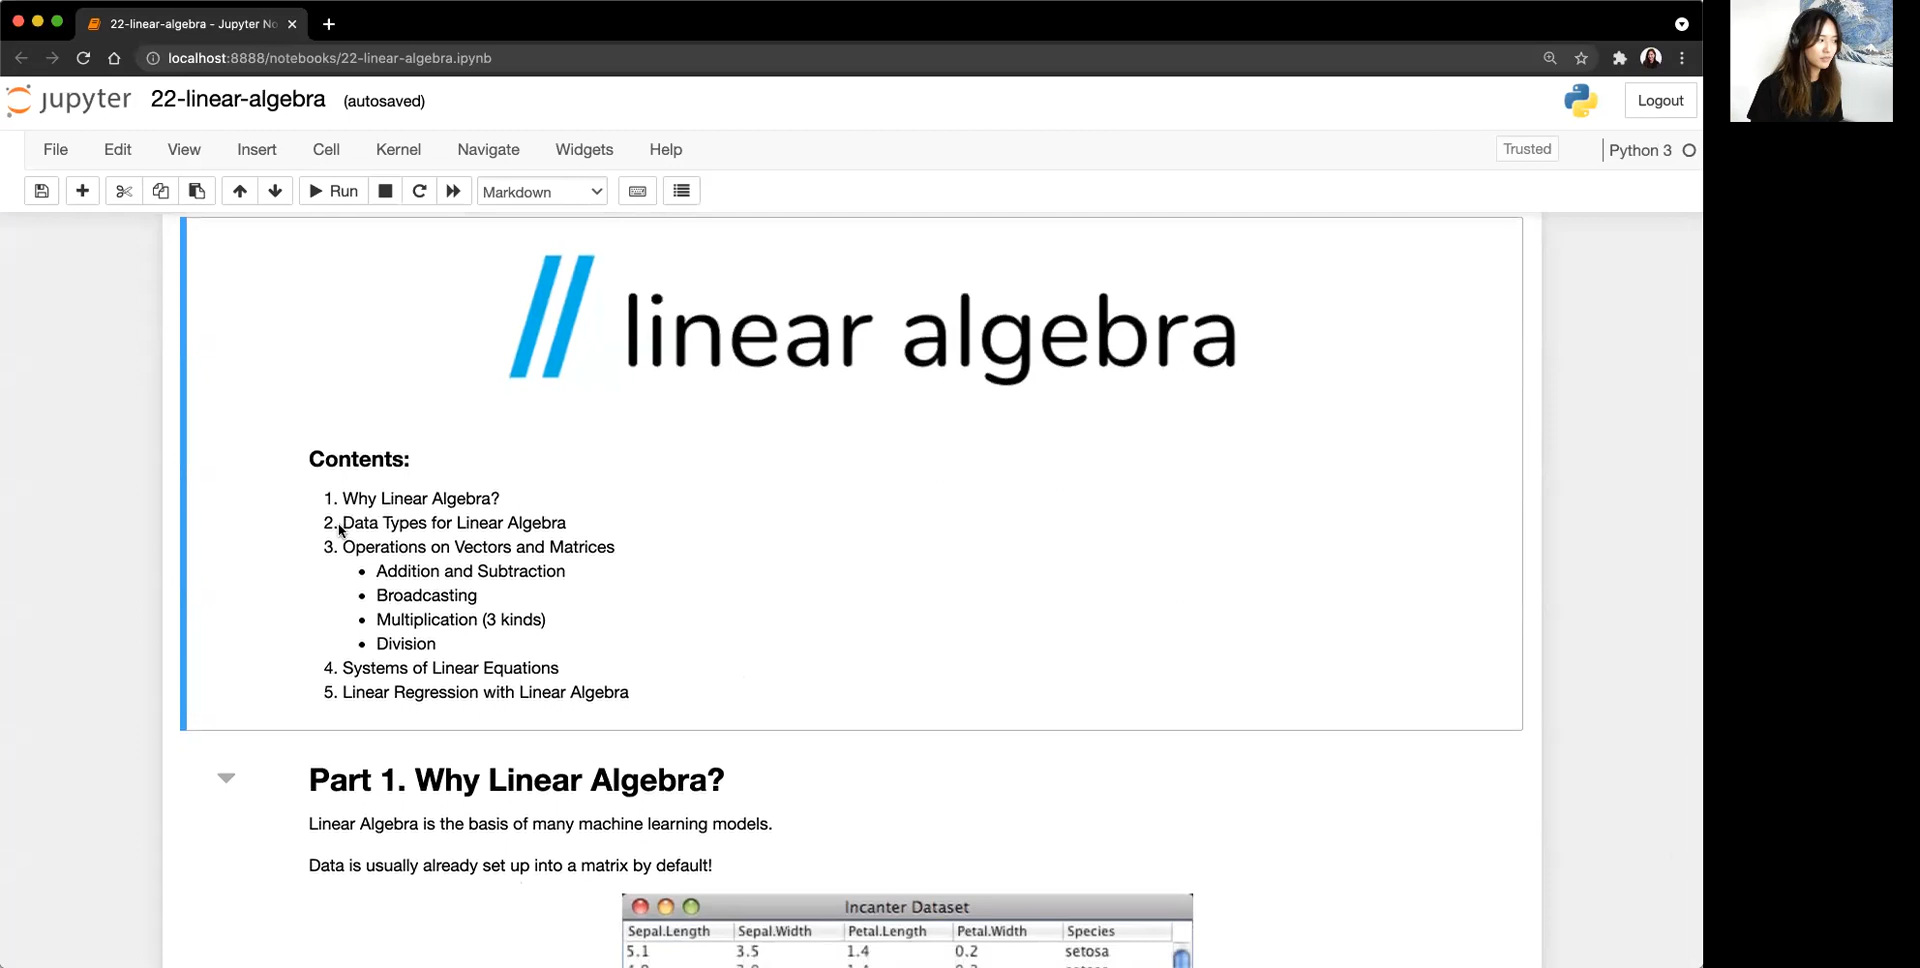 22-linear-algebra - Jupyter No
localhost:8888/notebooks/22-linear-algebra.ipynb
jupyter 22-linear-algebra (autosaved)
Logout
File Edit View Insert Cell Kernel Navigate Widgets Help
Trusted
Python 3
Run
Markdown
// linear algebra
Contents:
1. Why Linear Algebra?
2. Data Types for Linear Algebra
3. Operations on Vectors and Matrices
• Addition and Subtraction
• Broadcasting
• Multiplication (3 kinds)
• Division
4. Systems of Linear Equations
5. Linear Regression with Linear Algebra
Part 1. Why Linear Algebra?
Linear Algebra is the basis of many machine learning models.
Data is usually already set up into a matrix by default!
Incanter Dataset
Sepal.Length Sepal.Width Petal.Length Petal.Width Species
5.1 3.5 1.4 0.2 setosa